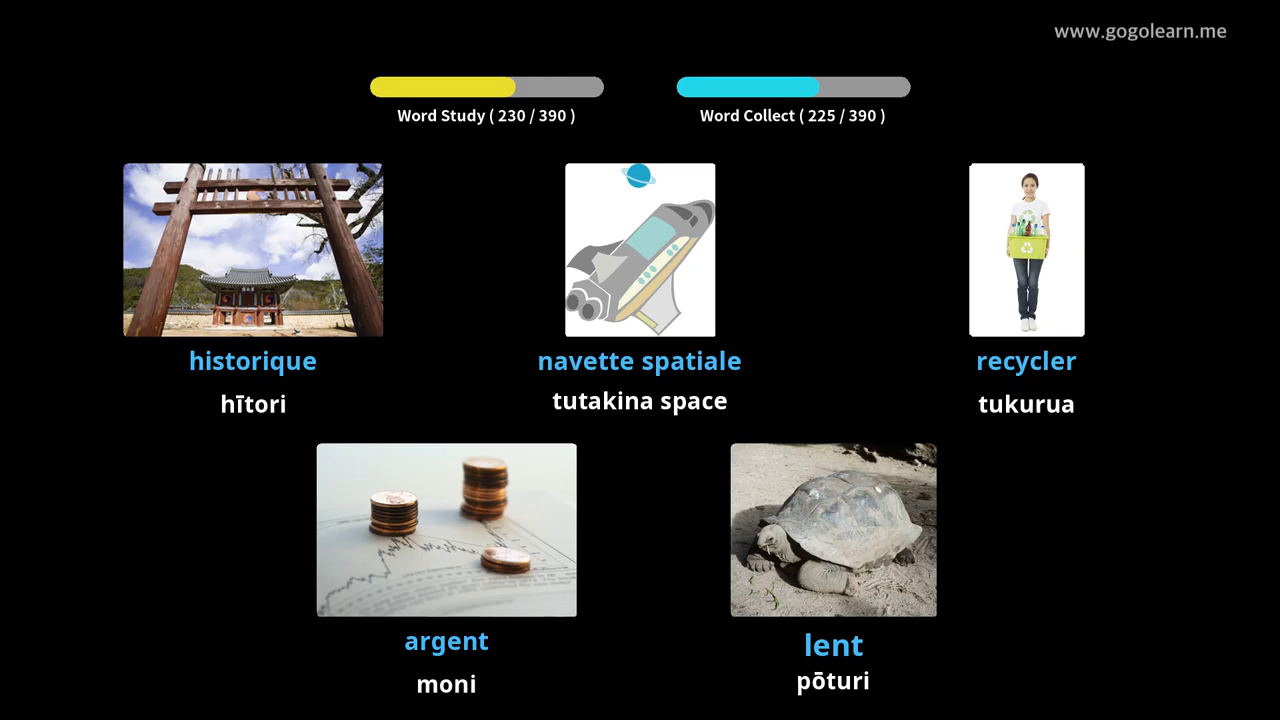 www.gogolearn.me
Word Study ( 230 / 390 )
Word Collect ( 225 / 390 )
historique
hītori
navette spatiale
tutakina space
recycler
tukurua
argent
moni
lent
pōturi